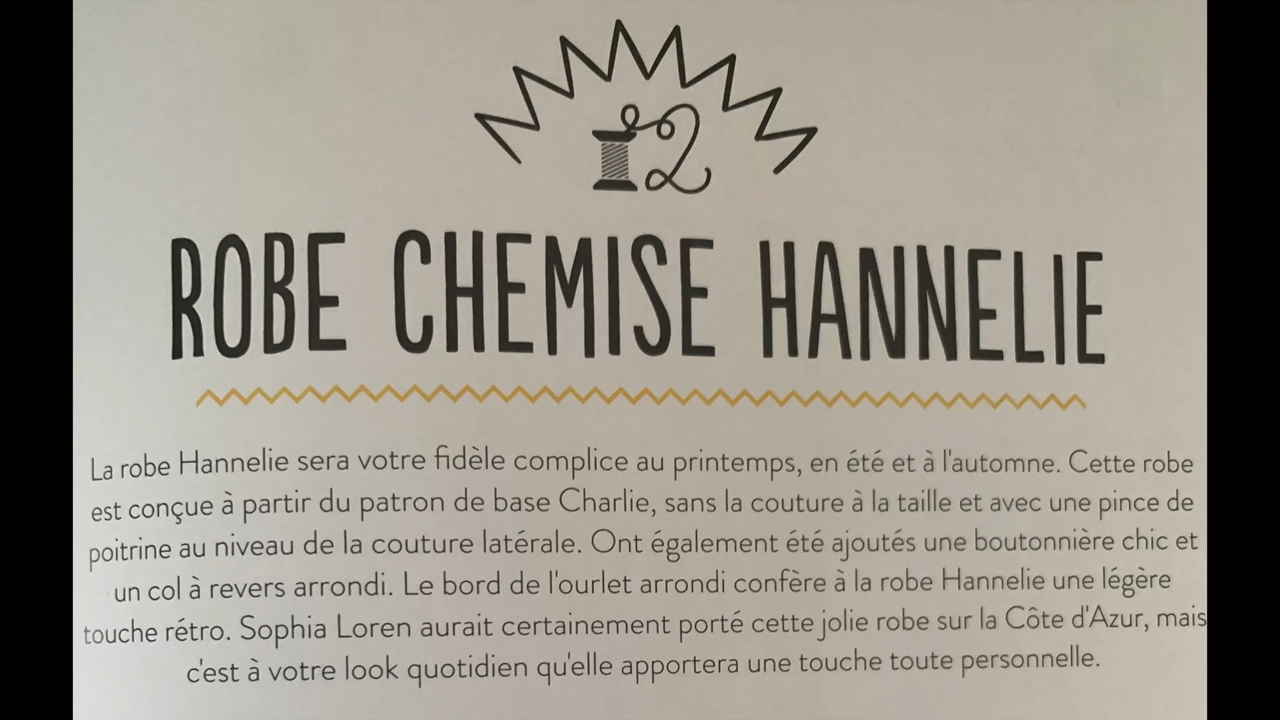 12
ROBE CHEMISE HANNELIE
La robe Hannelie sera votre fidèle complice au printemps, en été et à l'automne. Cette robe
est conçue à partir du patron de base Charlie, sans la couture à la taille et avec une pince de
poitrine au niveau de la couture latérale. Ont également été ajoutés une boutonnière chic et
un col à revers arrondi. Le bord de l'ourlet arrondi confère à la robe Hannelie une légère
touche rétro. Sophia Loren aurait certainement porté cette jolie robe sur la Côte d'Azur, mais
c'est à votre look quotidien qu'elle apportera une touche toute personnelle.